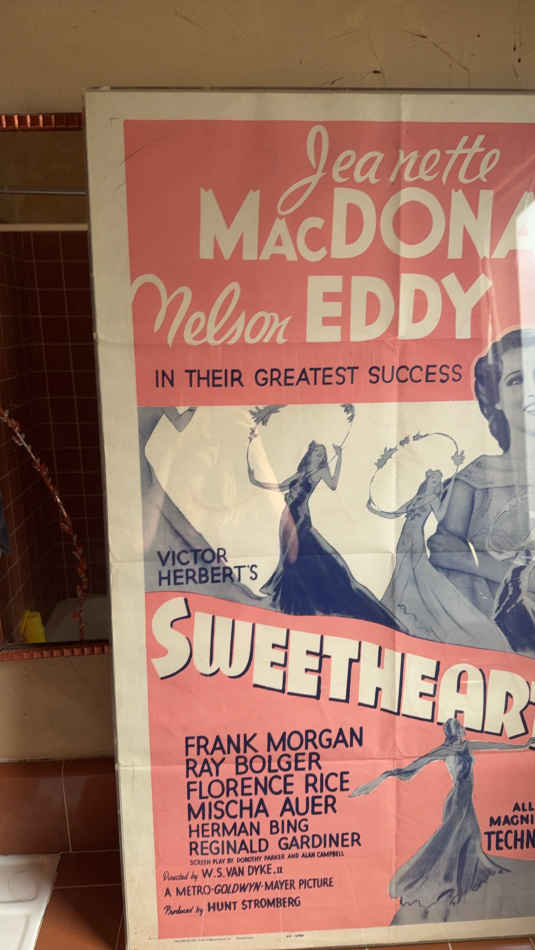 Jeanette
MACDONA
Nelson EDDY
IN THEIR GREATEST SUCCESS
VICTOR
HERBERT'S
SWEETHEART
FRANK MORGAN
RAY BOLGER
FLORENCE RICE
MISCHA AUER
HERMAN BING
REGINALD GARDINER
SCREEN PLAY BY DOROTHY PARKER AND ALAN CAMPBELL
Directed by W.S. VAN DYKE, II
A METRO-GOLDWYN-MAYER PICTURE
Produced by HUNT STROMBERG
ALL
MAGNI
TECHN